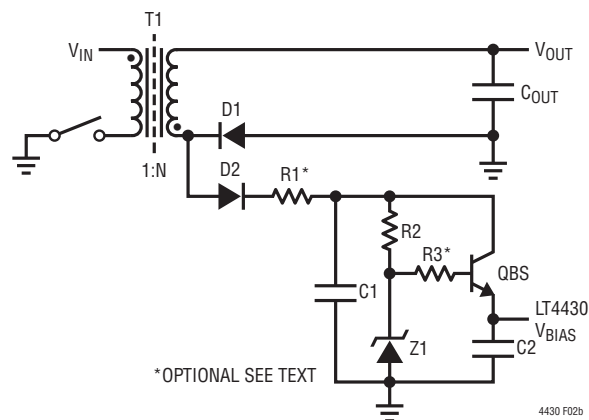 T1
V_IN
V_OUT
C_OUT
D1
1:N
D2
R1*
R2
R3*
QBS
C1
LT4430
V_BIAS
Z1
C2
*OPTIONAL SEE TEXT
4430 F02b